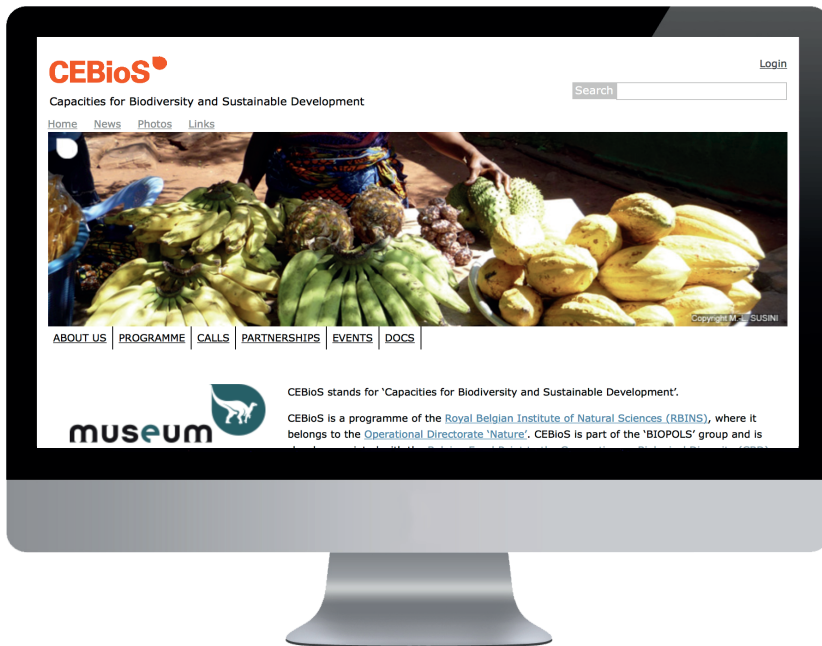 CEBioS
Login
Search
Capacities for Biodiversity and Sustainable Development
Home News Photos Links
Copyright M.-L. SUSINI
ABOUT US PROGRAMME CALLS PARTNERSHIPS EVENTS DOCS
museum
CEBioS stands for ‘Capacities for Biodiversity and Sustainable Development’.
CEBioS is a programme of the Royal Belgian Institute of Natural Sciences (RBINS), where it
belongs to the Operational Directorate ‘Nature’. CEBioS is part of the ‘BIOPOLS’ group and is